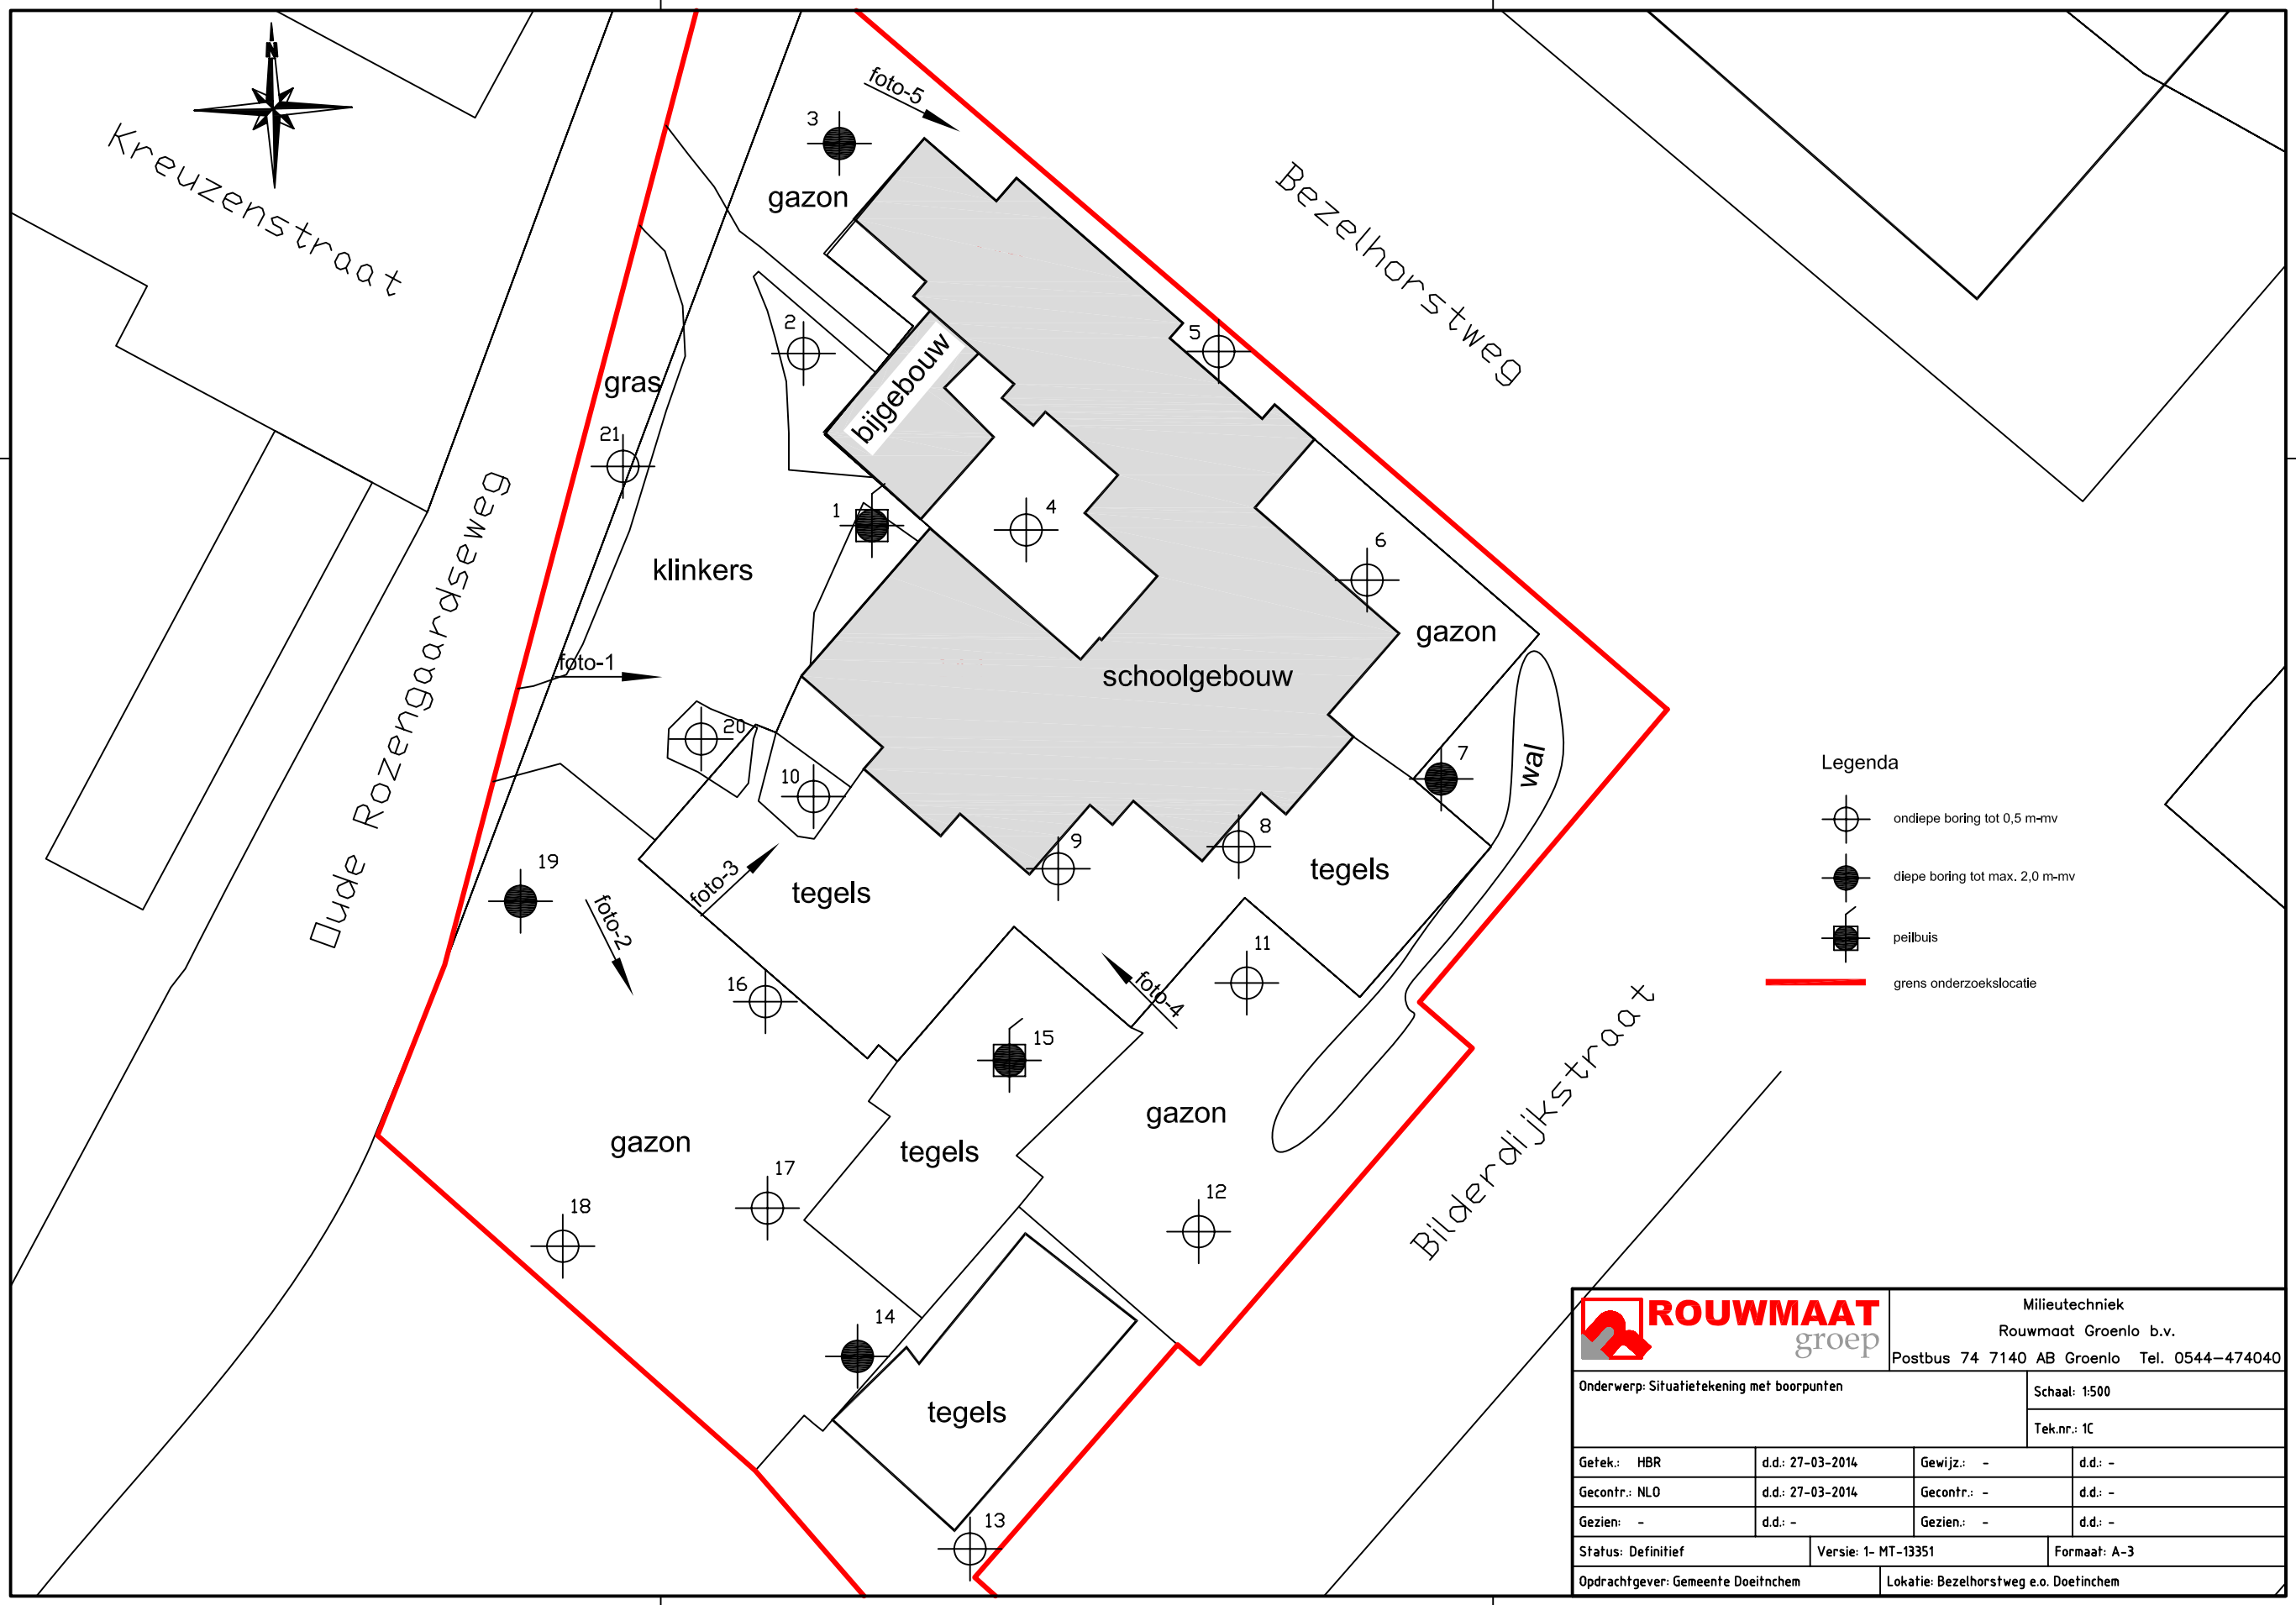 N
Kreuzenstraat
foto-5
3
gazon
Bezelhorstweg
2
5
bijgebouw
gras
21
1
4
6
klinkers
gazon
Oude Rozengaardseweg
foto-1
schoolgebouw
20
10
7
wal
9
8
19
foto-3
tegels
tegels
foto-2
11
16
foto-4
15
Bilderdijkstraat
gazon
gazon
tegels
17
12
18
14
tegels
13
Legenda
ondiepe boring tot 0,5 m-mv
diepe boring tot max. 2,0 m-mv
peilbuis
grens onderzoekslocatie
ROUWMAAT
groep
Milieutechniek
Rouwmaat Groenlo b.v.
Postbus 74 7140 AB Groenlo Tel. 0544-474040
Onderwerp: Situatietekening met boorpunten
Schaal: 1:500
Tek.nr.: 1C
Getek.: HBR d.d.: 27-03-2014 Gewijz.: - d.d.: -
Gecontr.: NLO d.d.: 27-03-2014 Gecontr.: - d.d.: -
Gezien: - d.d.: - Gezien.: - d.d.: -
Status: Definitief Versie: 1- MT-13351 Formaat: A-3
Opdrachtgever: Gemeente Doeitnchem Lokatie: Bezelhorstweg e.o. Doetinchem